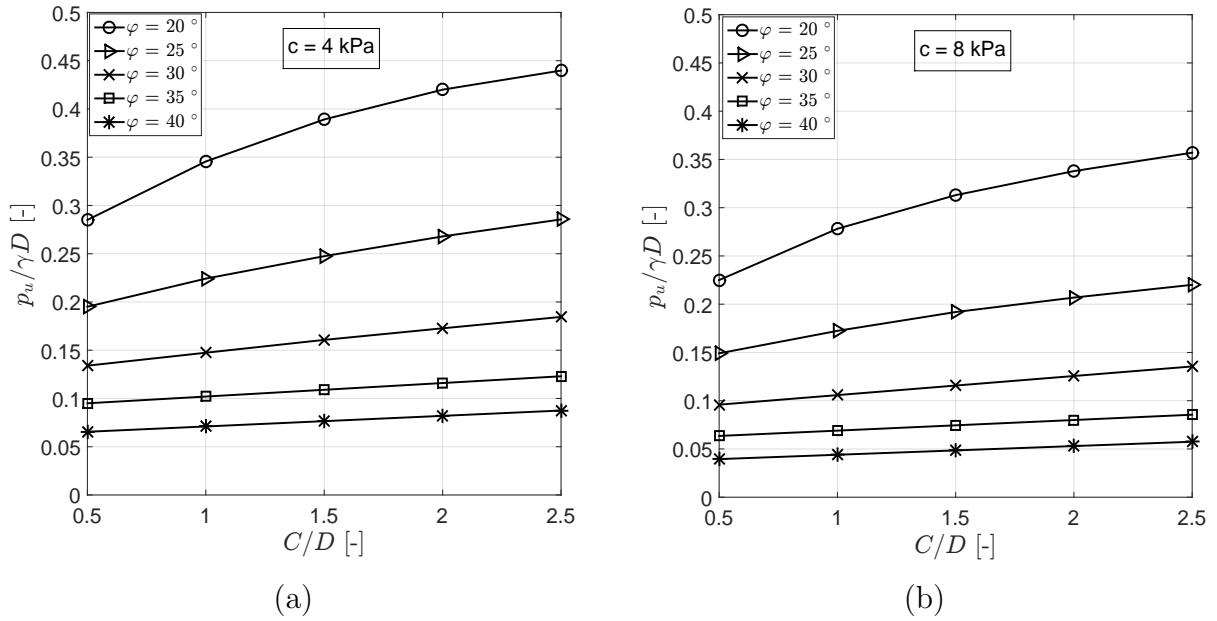 0.5
0.45
0.4
0.35
0.3
0.25
0.2
0.15
0.1
0.05
0
p_u/γD [-]
φ = 20 °
φ = 25 °
φ = 30 °
φ = 35 °
φ = 40 °
c = 4 kPa
0.5 1 1.5 2 2.5
C/D [-]
(a)
0.5
0.45
0.4
0.35
0.3
0.25
0.2
0.15
0.1
0.05
0
p_u/γD [-]
φ = 20 °
φ = 25 °
φ = 30 °
φ = 35 °
φ = 40 °
c = 8 kPa
0.5 1 1.5 2 2.5
C/D [-]
(b)